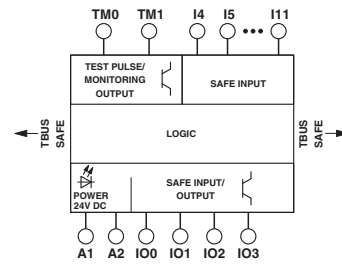 TM0 TM1 I4 I5 ••• I11
TEST PULSE/
MONITORING
OUTPUT
SAFE INPUT
TBUS
SAFE
LOGIC
TBUS
SAFE
POWER
24V DC
SAFE INPUT/
OUTPUT
A1 A2 IO0 IO1 IO2 IO3